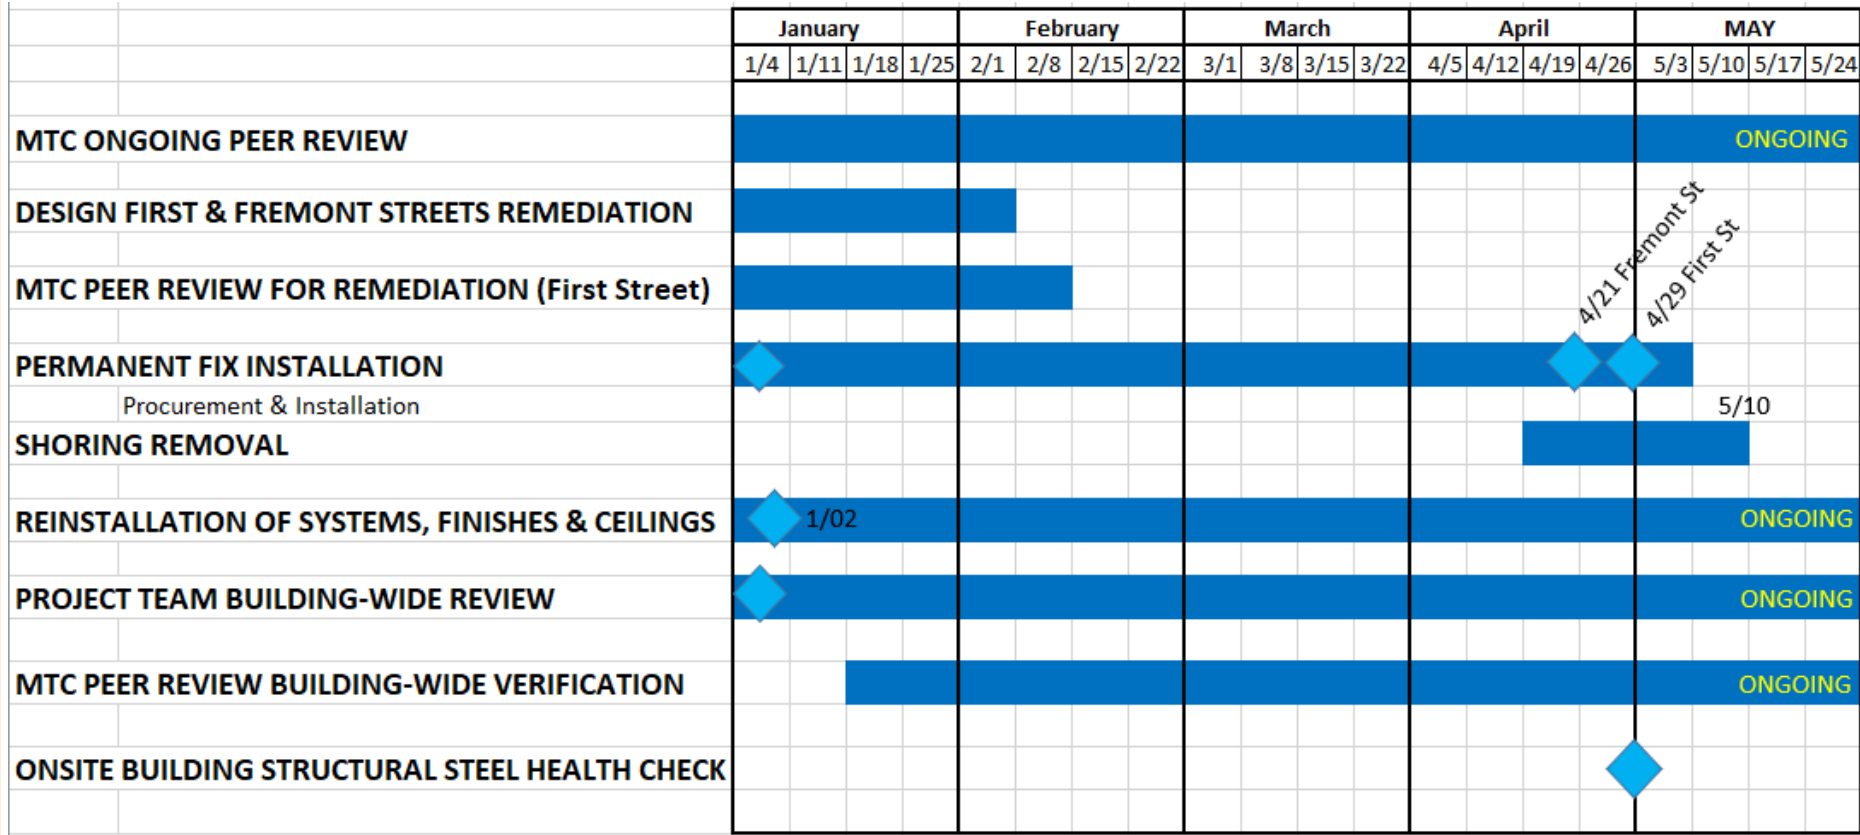 January February March April MAY
1/4 1/11 1/18 1/25 2/1 2/8 2/15 2/22 3/1 3/8 3/15 3/22 4/5 4/12 4/19 4/26 5/3 5/10 5/17 5/24
MTC ONGOING PEER REVIEW ONGOING
DESIGN FIRST & FREMONT STREETS REMEDIATION
4/21 Fremont St
4/29 First St
MTC PEER REVIEW FOR REMEDIATION (First Street)
PERMANENT FIX INSTALLATION
Procurement & Installation 5/10
SHORING REMOVAL
REINSTALLATION OF SYSTEMS, FINISHES & CEILINGS 1/02 ONGOING
PROJECT TEAM BUILDING-WIDE REVIEW ONGOING
MTC PEER REVIEW BUILDING-WIDE VERIFICATION ONGOING
ONSITE BUILDING STRUCTURAL STEEL HEALTH CHECK